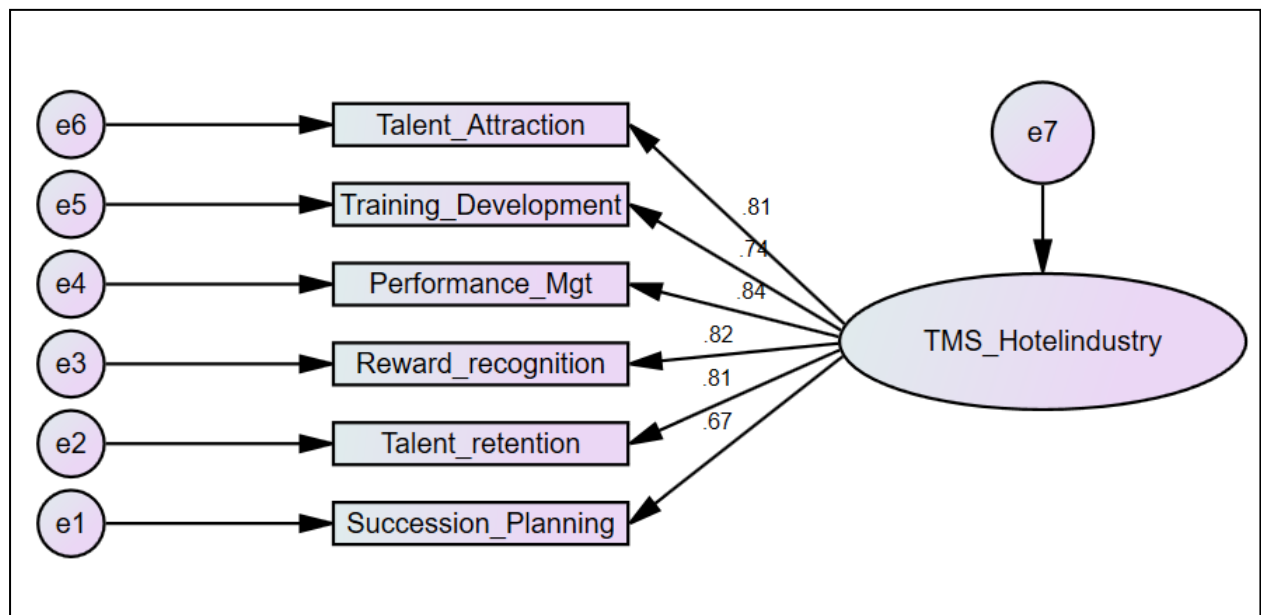 e6
Talent_Attraction
e7
e5
Training_Development
.81
.74
e4
Performance_Mgt
.84
e3
Reward_recognition
.82
TMS_Hotelindustry
.81
e2
Talent_retention
.67
e1
Succession_Planning